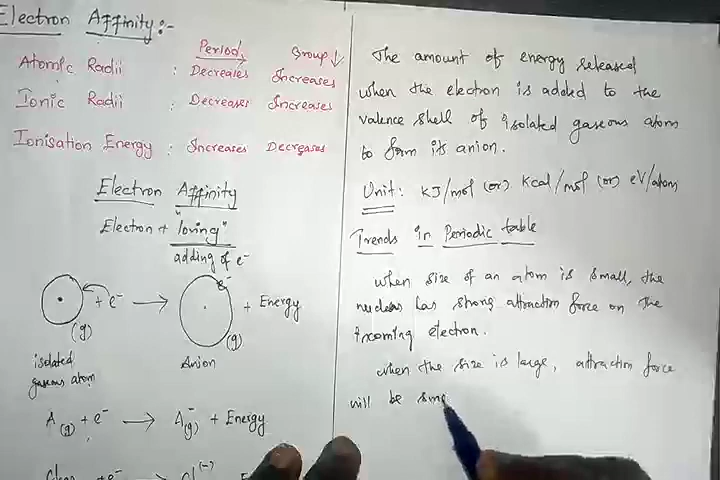 Electron Affinity:-
Period, Group ↓
Atomic Radii : Decreases Increases
Ionic Radii : Decreases Increases
Ionisation Energy : Increases Decreases
Electron Affinity
Electron + "loving"
adding of e⁻
+ e⁻ → e⁻ + Energy
(g) (g)
isolated gaseous atom
Anion
A(g) + e⁻ → A⁻(g) + Energy
+ e⁻ → Cl(-)
The amount of energy released
when the electron is added to the
valence shell of isolated gaseous atom
to form its anion.
Unit: KJ/mol (or) Kcal/mol (or) eV/atom
Trends in Periodic table
when size of an atom is small, the
nucleus has strong attraction force on the
incoming electron.
when the size is large, attraction force
will be sma